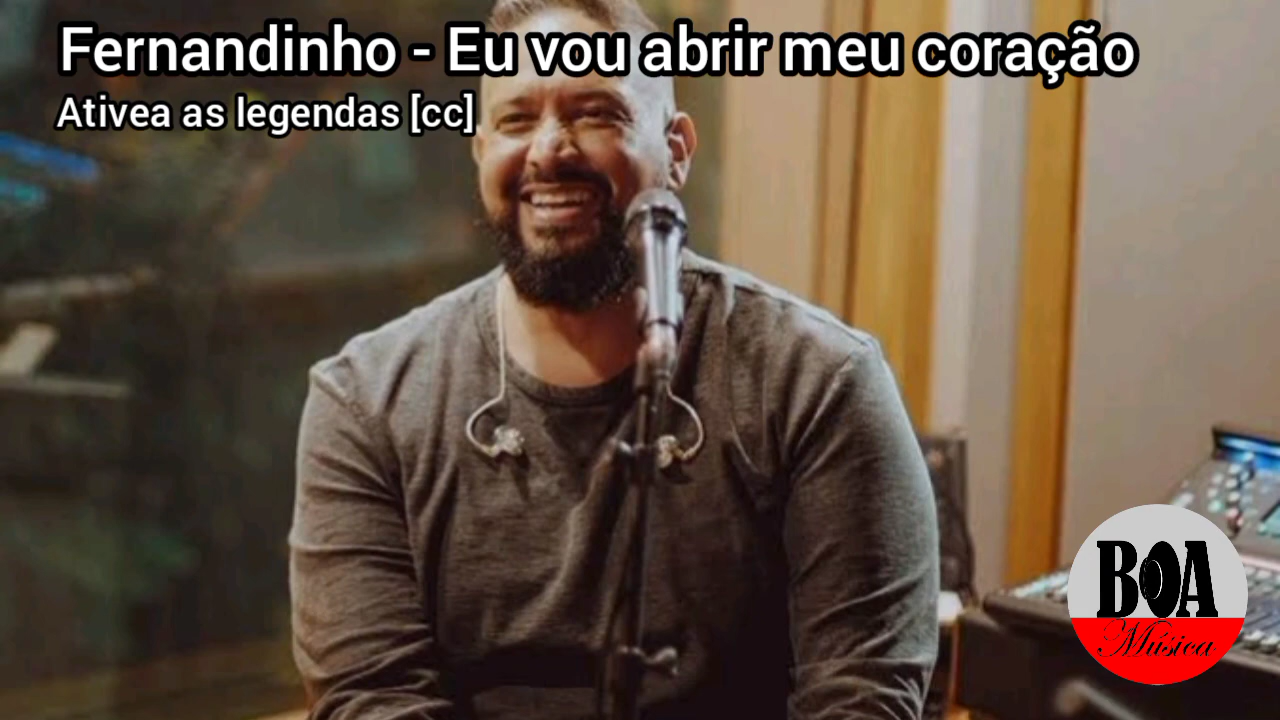 Fernandinho - Eu vou abrir meu coração
Ativea as legendas [cc]
BOA
Música